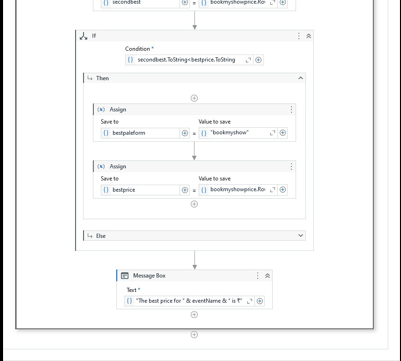 secondbest = bookmyshowprice.Ro
If
Condition *
secondbest.ToString<bestprice.ToString
Then
Assign
Save to Value to save
bestpaleform = "bookmyshow"
Assign
Save to Value to save
bestprice = bookmyshowprice.Ro
Else
Message Box
Text *
"The best price for " & eventName & " is ₹"